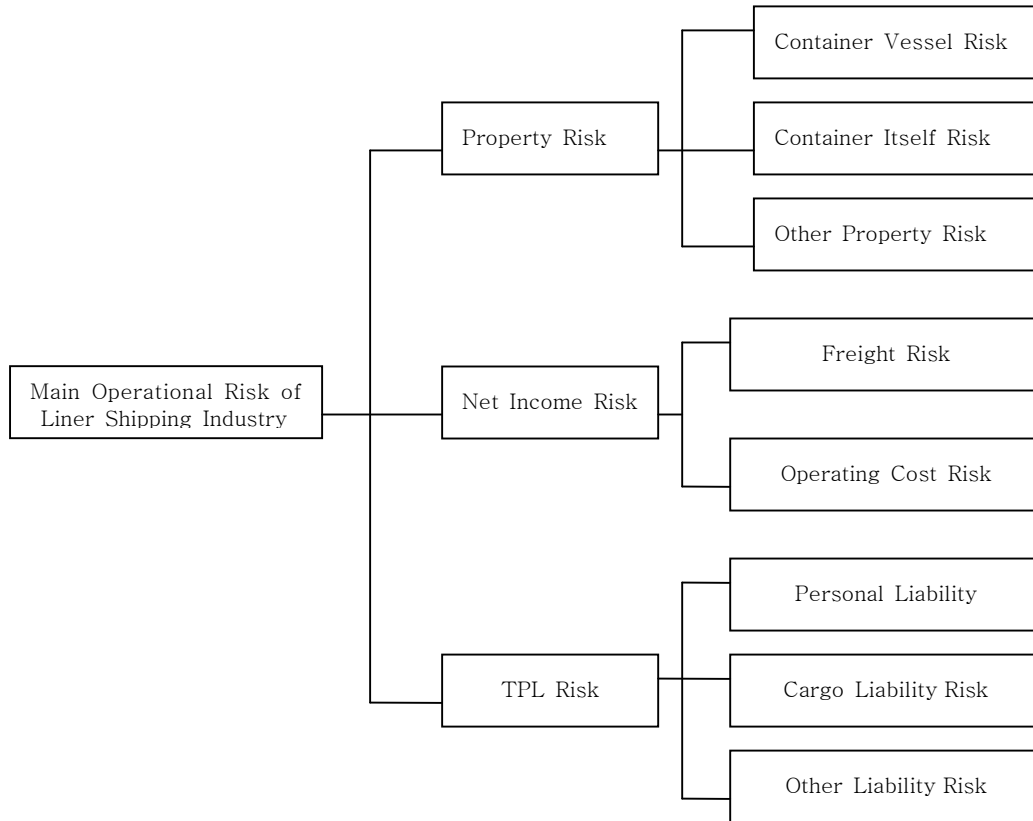 Container Vessel Risk
Property Risk
Container Itself Risk
Other Property Risk
Main Operational Risk of
Liner Shipping Industry
Net Income Risk
Freight Risk
Operating Cost Risk
TPL Risk
Personal Liability
Cargo Liability Risk
Other Liability Risk